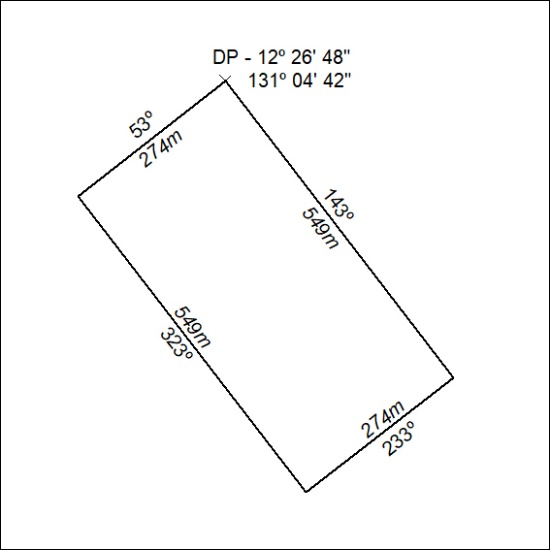 DP - 12º 26' 48"
131º 04' 42"
53º
274m
143º
549m
549m
323º
274m
233º